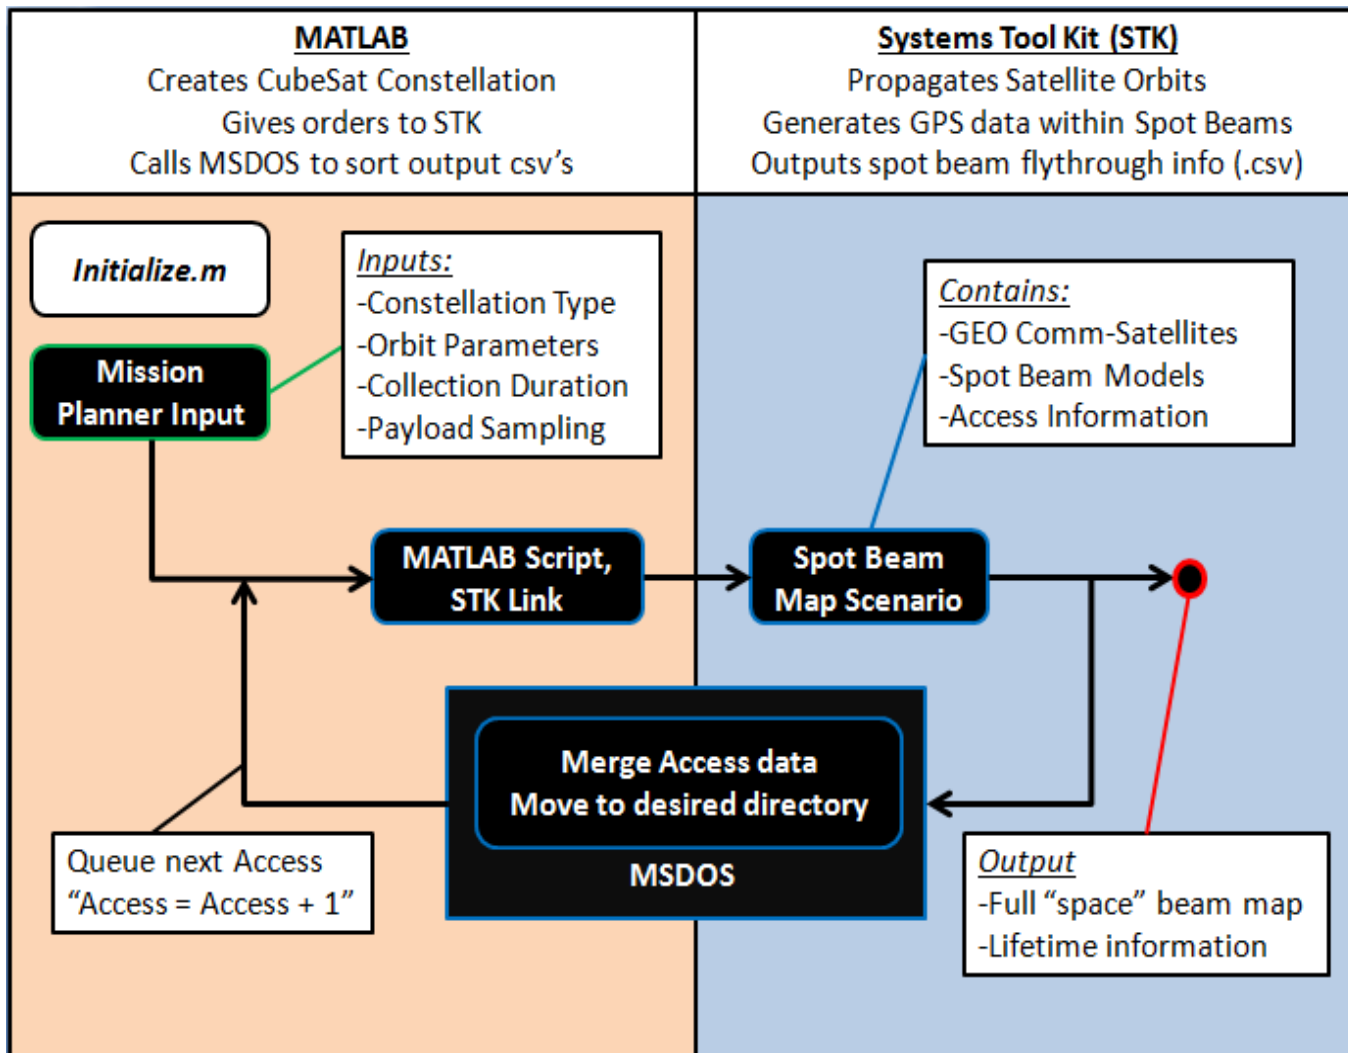 MATLAB
Creates CubeSat Constellation
Gives orders to STK
Calls MSDOS to sort output csv's
Systems Tool Kit (STK)
Propagates Satellite Orbits
Generates GPS data within Spot Beams
Outputs spot beam flythrough info (.csv)
Initialize.m
Mission
Planner Input
Inputs:
-Constellation Type
-Orbit Parameters
-Collection Duration
-Payload Sampling
Contains:
-GEO Comm-Satellites
-Spot Beam Models
-Access Information
MATLAB Script,
STK Link
Spot Beam
Map Scenario
Merge Access data
Move to desired directory
MSDOS
Queue next Access
“Access = Access + 1”
Output
-Full “space” beam map
-Lifetime information